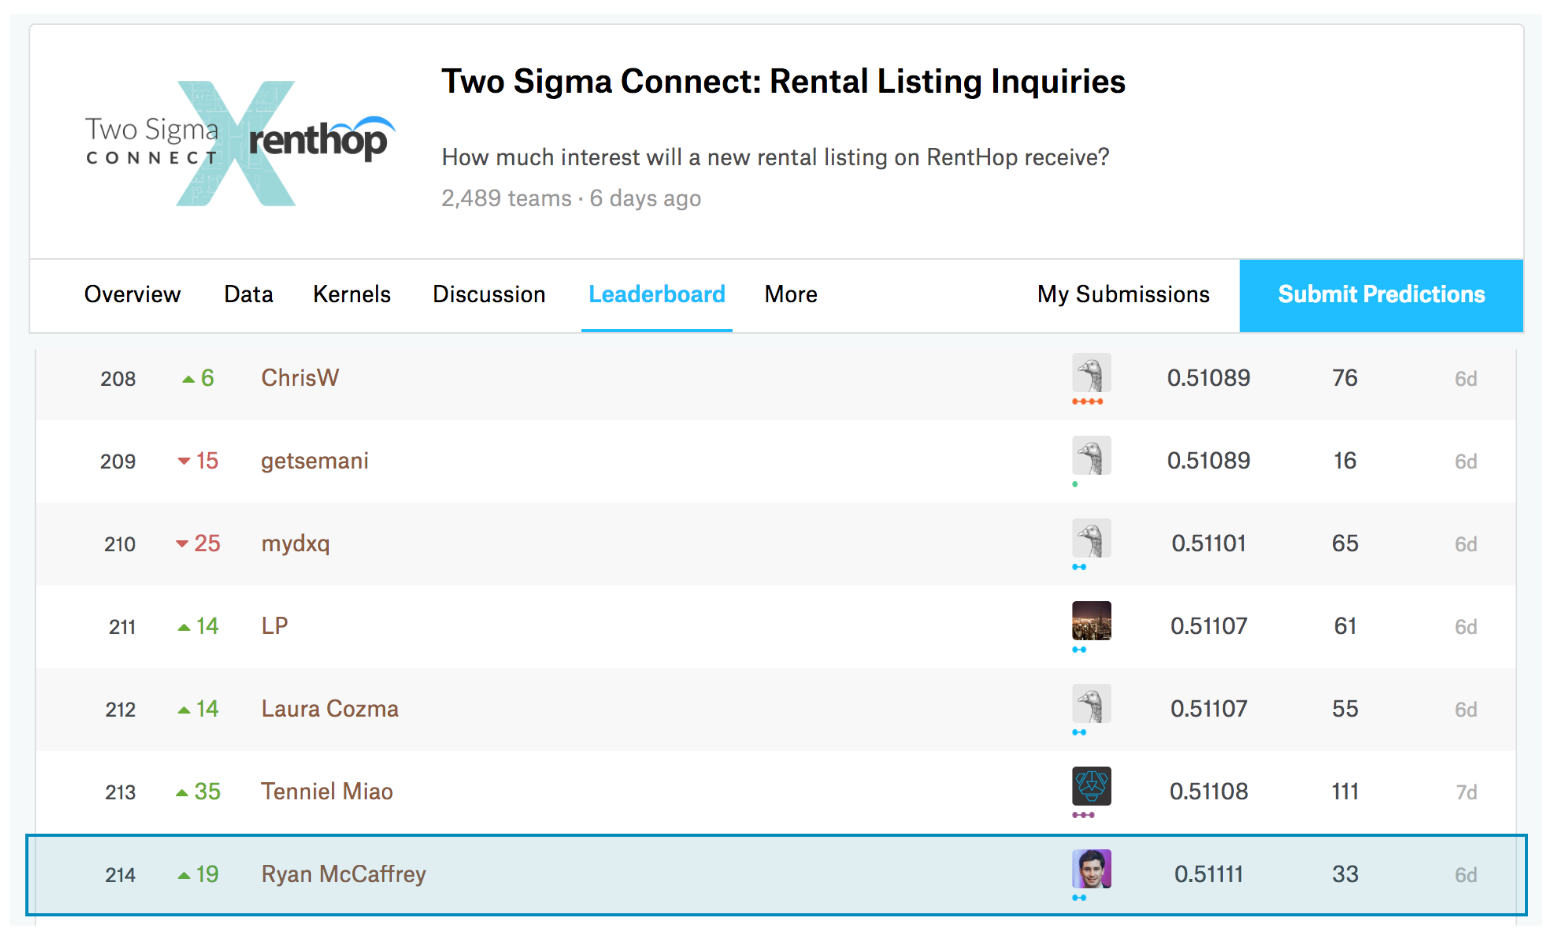 Two Sigma Connect: Rental Listing Inquiries
Two Sigma
CONNECT
X
renthop
How much interest will a new rental listing on RentHop receive?
2,489 teams · 6 days ago
Overview Data Kernels Discussion Leaderboard More My Submissions Submit Predictions
208 ▲ 6 ChrisW 0.51089 76 6d
209 ▼ 15 getsemani 0.51089 16 6d
210 ▼ 25 mydxq 0.51101 65 6d
211 ▲ 14 LP 0.51107 61 6d
212 ▲ 14 Laura Cozma 0.51107 55 6d
213 ▲ 35 Tenniel Miao 0.51108 111 7d
214 ▲ 19 Ryan McCaffrey 0.51111 33 6d